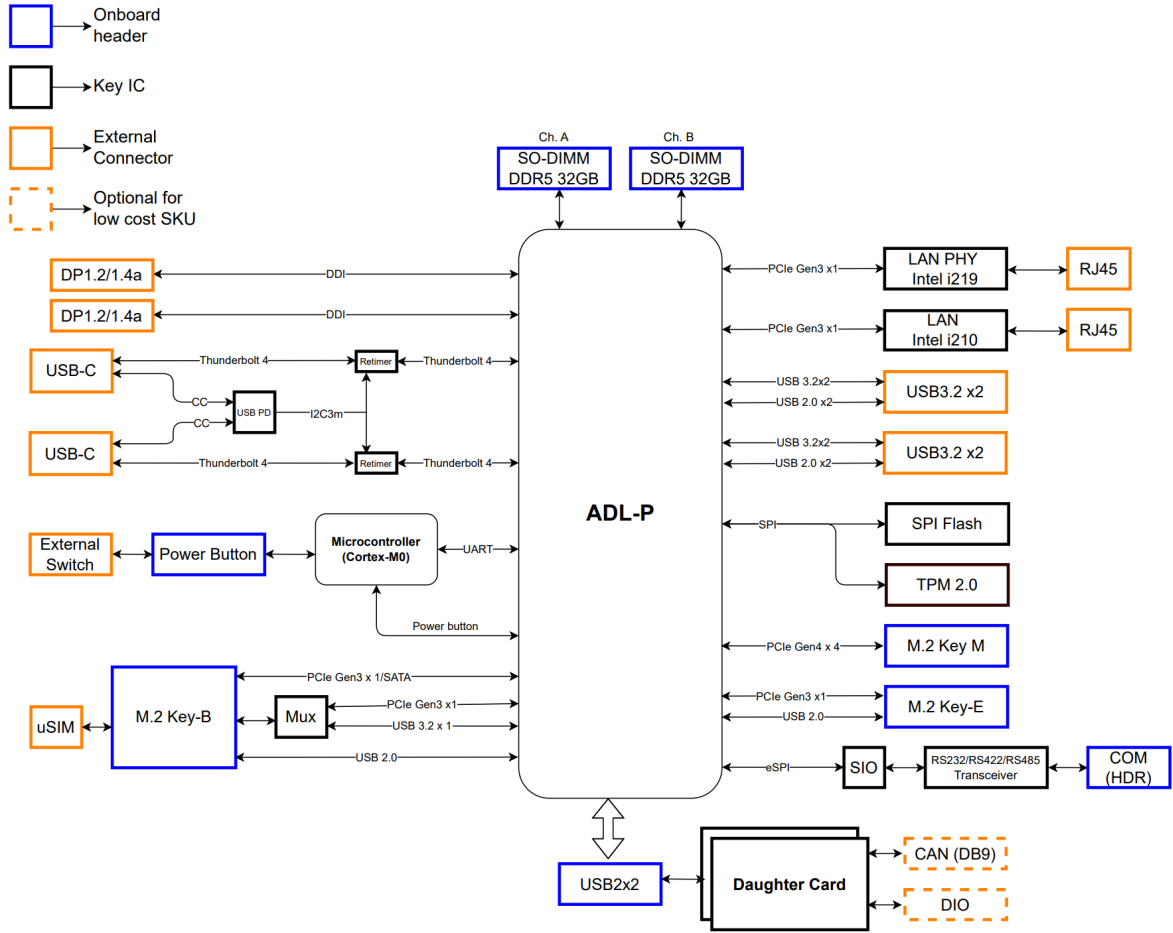 Onboard
header
Key IC
External
Connector
Optional for
low cost SKU
Ch. A
SO-DIMM
DDR5 32GB
Ch. B
SO-DIMM
DDR5 32GB
ADL-P
DP1.2/1.4a
DDI
DP1.2/1.4a
DDI
USB-C
Thunderbolt 4
Retimer
Thunderbolt 4
CC
USB PD
I2C3m
CC
USB-C
Thunderbolt 4
Retimer
Thunderbolt 4
External
Switch
Power Button
Microcontroller
(Cortex-M0)
UART
Power button
uSIM
M.2 Key-B
PCIe Gen3 x 1/SATA
Mux
PCIe Gen3 x1
USB 3.2 x 1
USB 2.0
PCIe Gen3 x1
LAN PHY
Intel i219
RJ45
PCIe Gen3 x1
LAN
Intel i210
RJ45
USB 3.2x2
USB 2.0 x2
USB3.2 x2
USB 3.2x2
USB 2.0 x2
USB3.2 x2
SPI
SPI Flash
TPM 2.0
PCIe Gen4 x 4
M.2 Key M
PCIe Gen3 x1
USB 2.0
M.2 Key-E
eSPI
SIO
RS232/RS422/RS485
Transceiver
COM
(HDR)
USB2x2
Daughter Card
CAN (DB9)
DIO